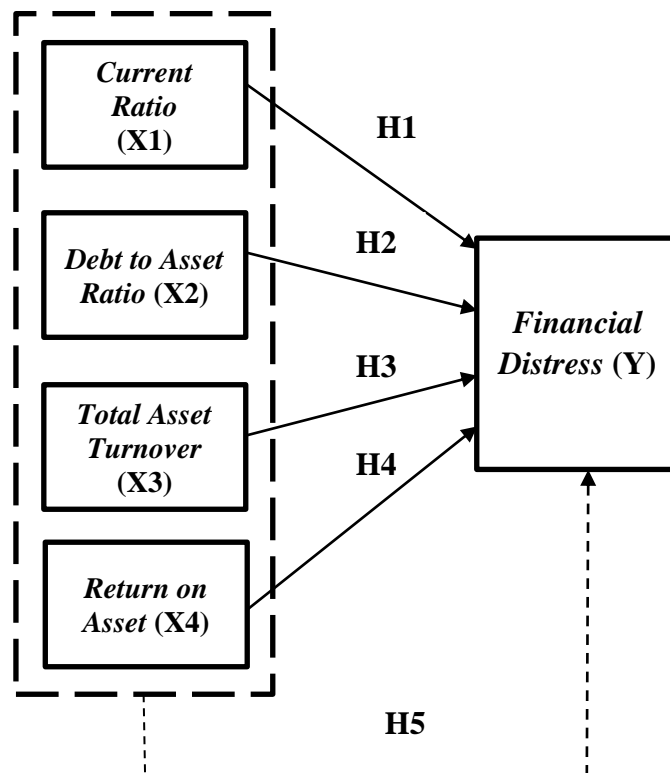 Current
Ratio
(X1)
H1
Debt to Asset
Ratio (X2)
H2
Financial
Distress (Y)
Total Asset
Turnover
(X3)
H3
H4
Return on
Asset (X4)
H5